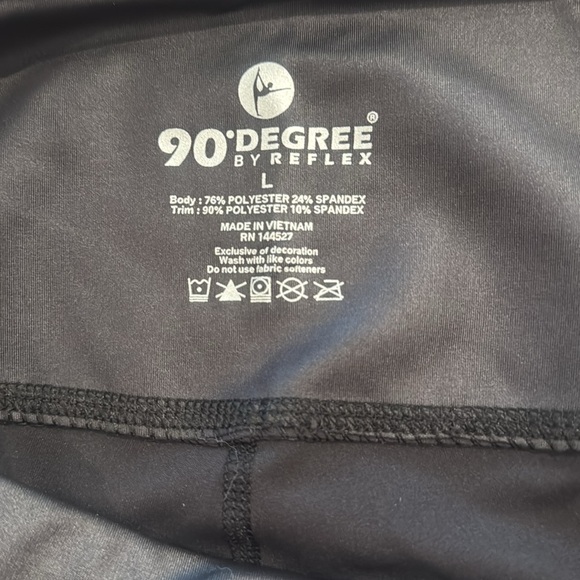 90°DEGREE®
BY REFLEX
L
Body : 76% POLYESTER 24% SPANDEX
Trim : 90% POLYESTER 10% SPANDEX
MADE IN VIETNAM
RN 144527
Exclusive of decoration
Wash with like colors
Do not use fabric softeners